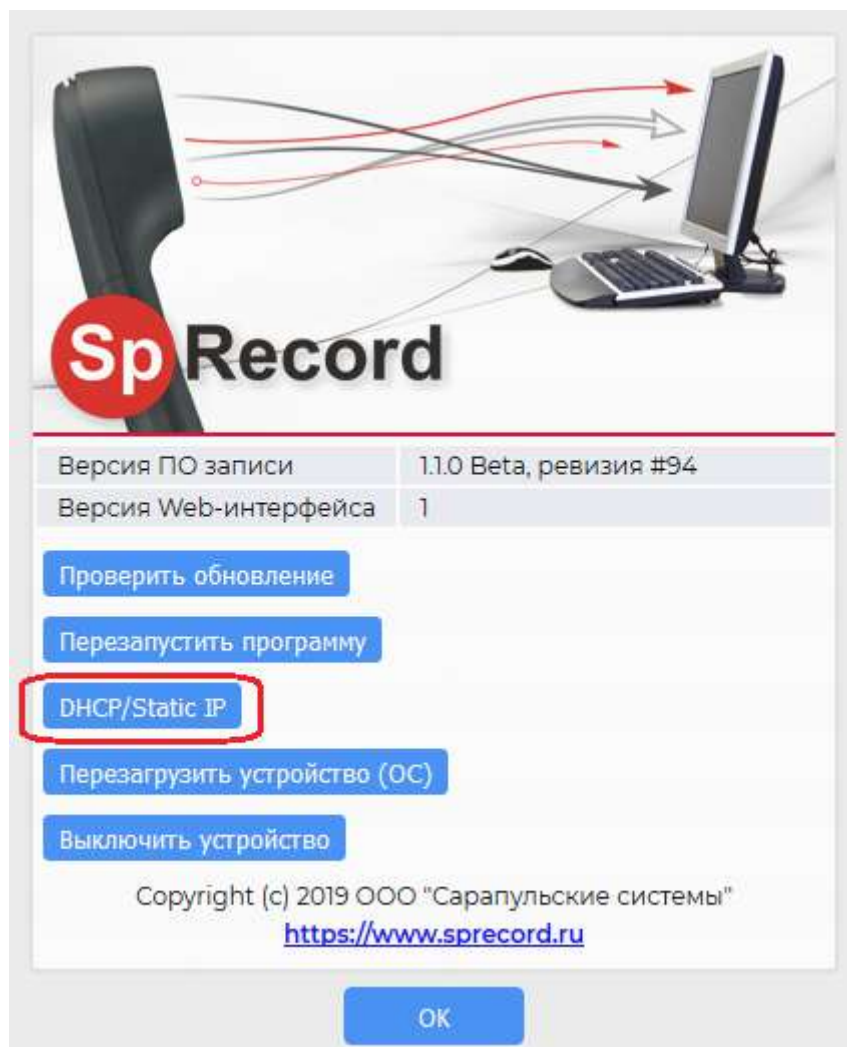 Sp Record
Версия ПО записи 1.1.0 Beta, ревизия #94
Версия Web-интерфейса 1
Проверить обновление
Перезапустить программу
DHCP/Static IP
Перезагрузить устройство (ОС)
Выключить устройство
Copyright (c) 2019 ООО "Сарапульские системы"
https://www.sprecord.ru
ОК